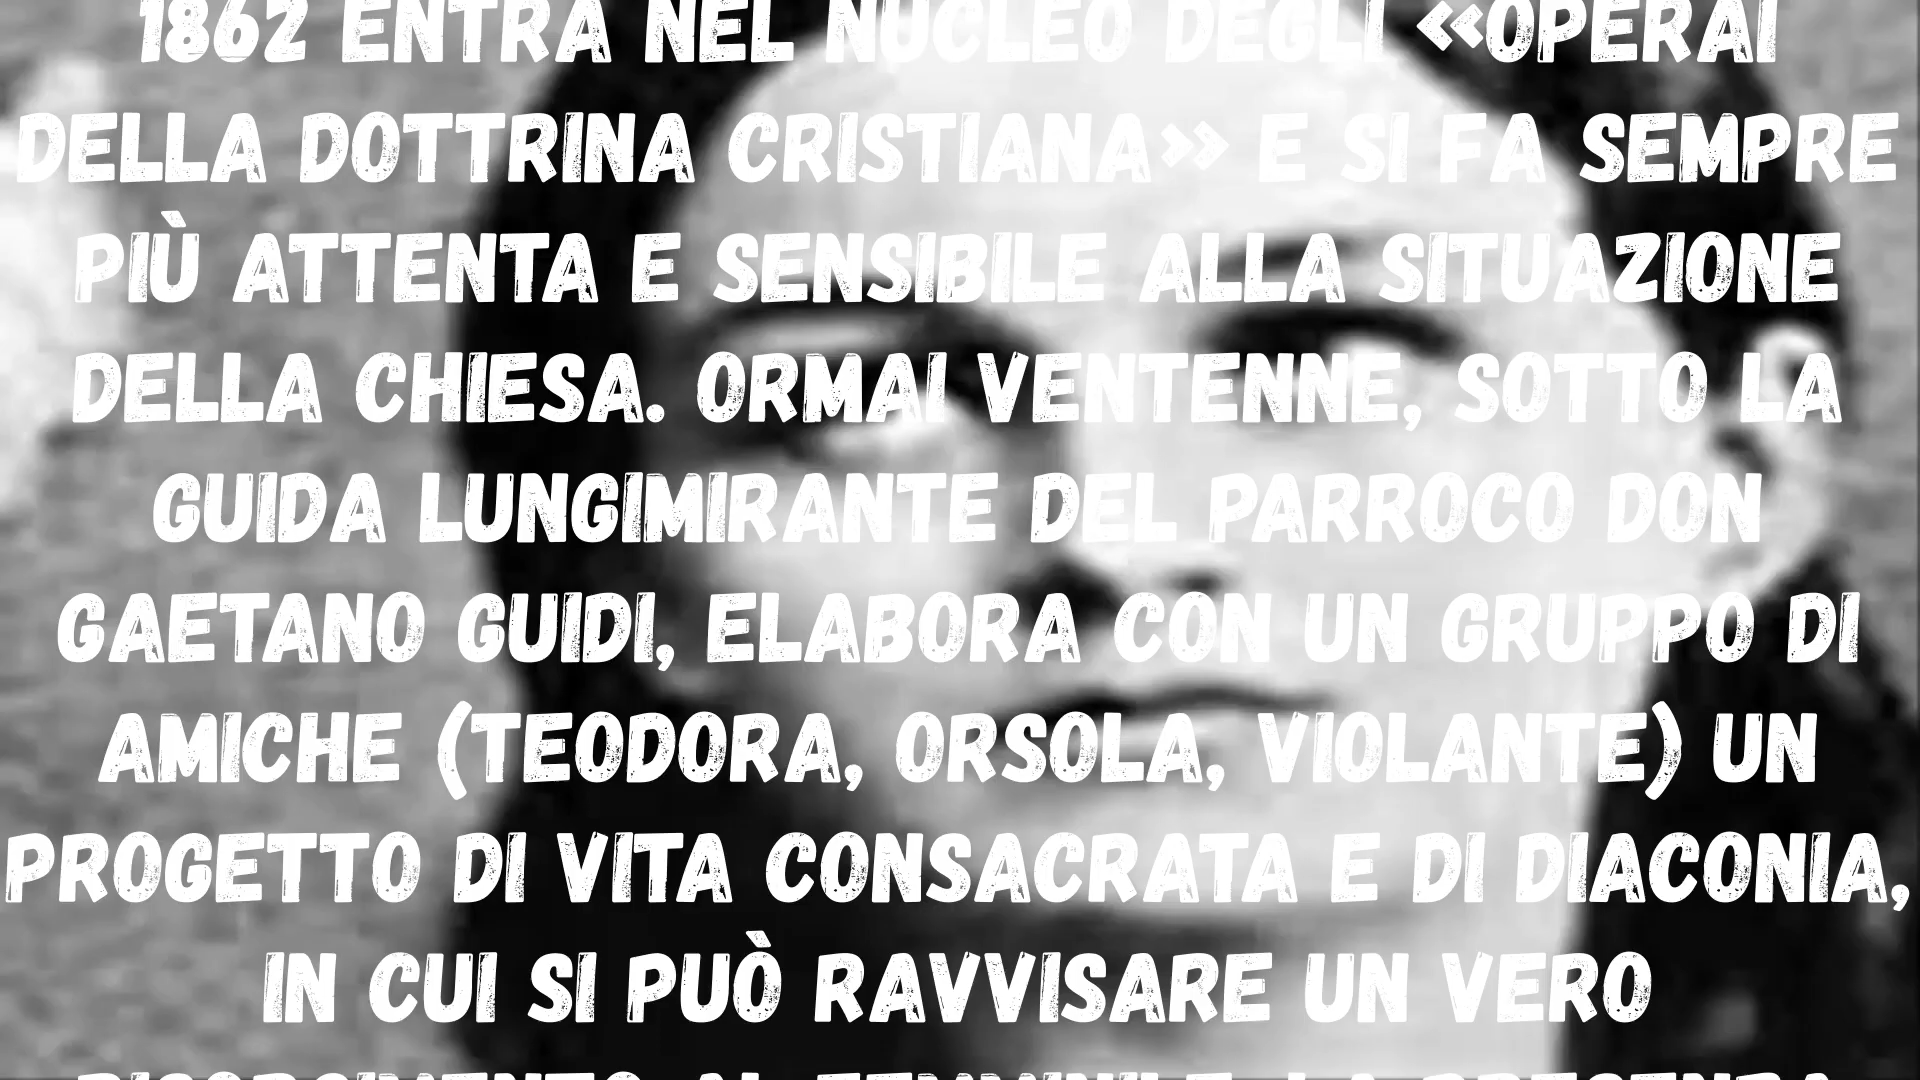 1862 ENTRA NEL NUCLEO DEGLI «OPERAI
DELLA DOTTRINA CRISTIANA» E SI FA SEMPRE
PIÙ ATTENTA E SENSIBILE ALLA SITUAZIONE
DELLA CHIESA. ORMAI VENTENNE, SOTTO LA
GUIDA LUNGIMIRANTE DEL PARROCO DON
GAETANO GUIDI, ELABORA CON UN GRUPPO DI
AMICHE (TEODORA, ORSOLA, VIOLANTE) UN
PROGETTO DI VITA CONSACRATA E DI DIACONIA,
IN CUI SI PUÒ RAVVISARE UN VERO